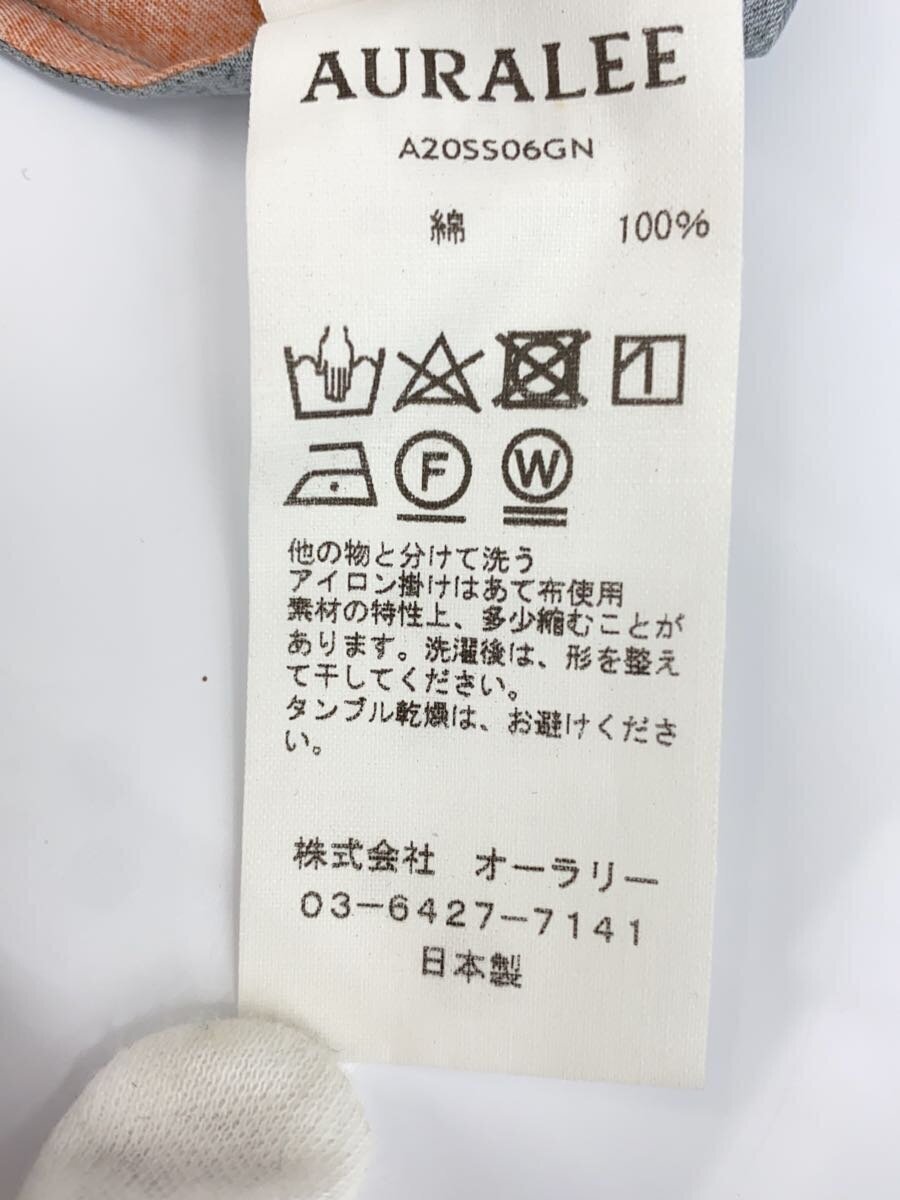 AURALEE
A20SS06GN
綿 100%
F W
他の物と分けて洗う
アイロン掛けはあて布使用
素材の特性上、多少縮むことが
あります。洗濯後は、形を整え
て干してください。
タンブル乾燥は、お避けくださ
い。
株式会社 オーラリー
03-6427-7141
日本製